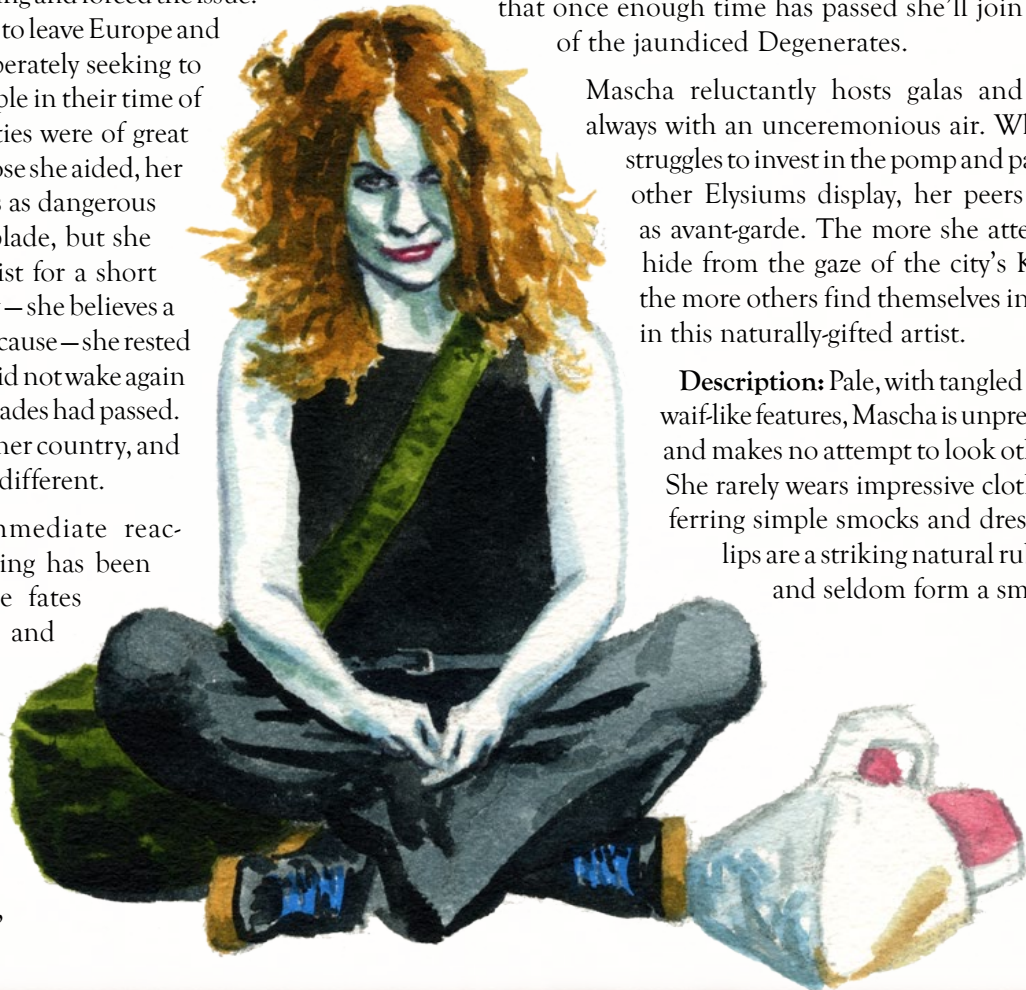 ing and forced the issue.
to leave Europe and
perately seeking to
ple in their time of
ties were of great
ose she aided, her
s as dangerous
blade, but she
ist for a short
– she believes a
cause – she rested
id not wake again
ades had passed.
her country, and
different.
mmediate reac-
ing has been
e fates
and
that once enough time has passed she'll join
of the jaundiced Degenerates.
Mascha reluctantly hosts galas and
always with an unceremonious air. Wh
struggles to invest in the pomp and pa
other Elysiums display, her peers
as avant-garde. The more she atte
hide from the gaze of the city's K
the more others find themselves in
in this naturally-gifted artist.
Description: Pale, with tangled
waif-like features, Mascha is unpre
and makes no attempt to look oth
She rarely wears impressive cloth
ferring simple smocks and dres
lips are a striking natural ru
and seldom form a sm